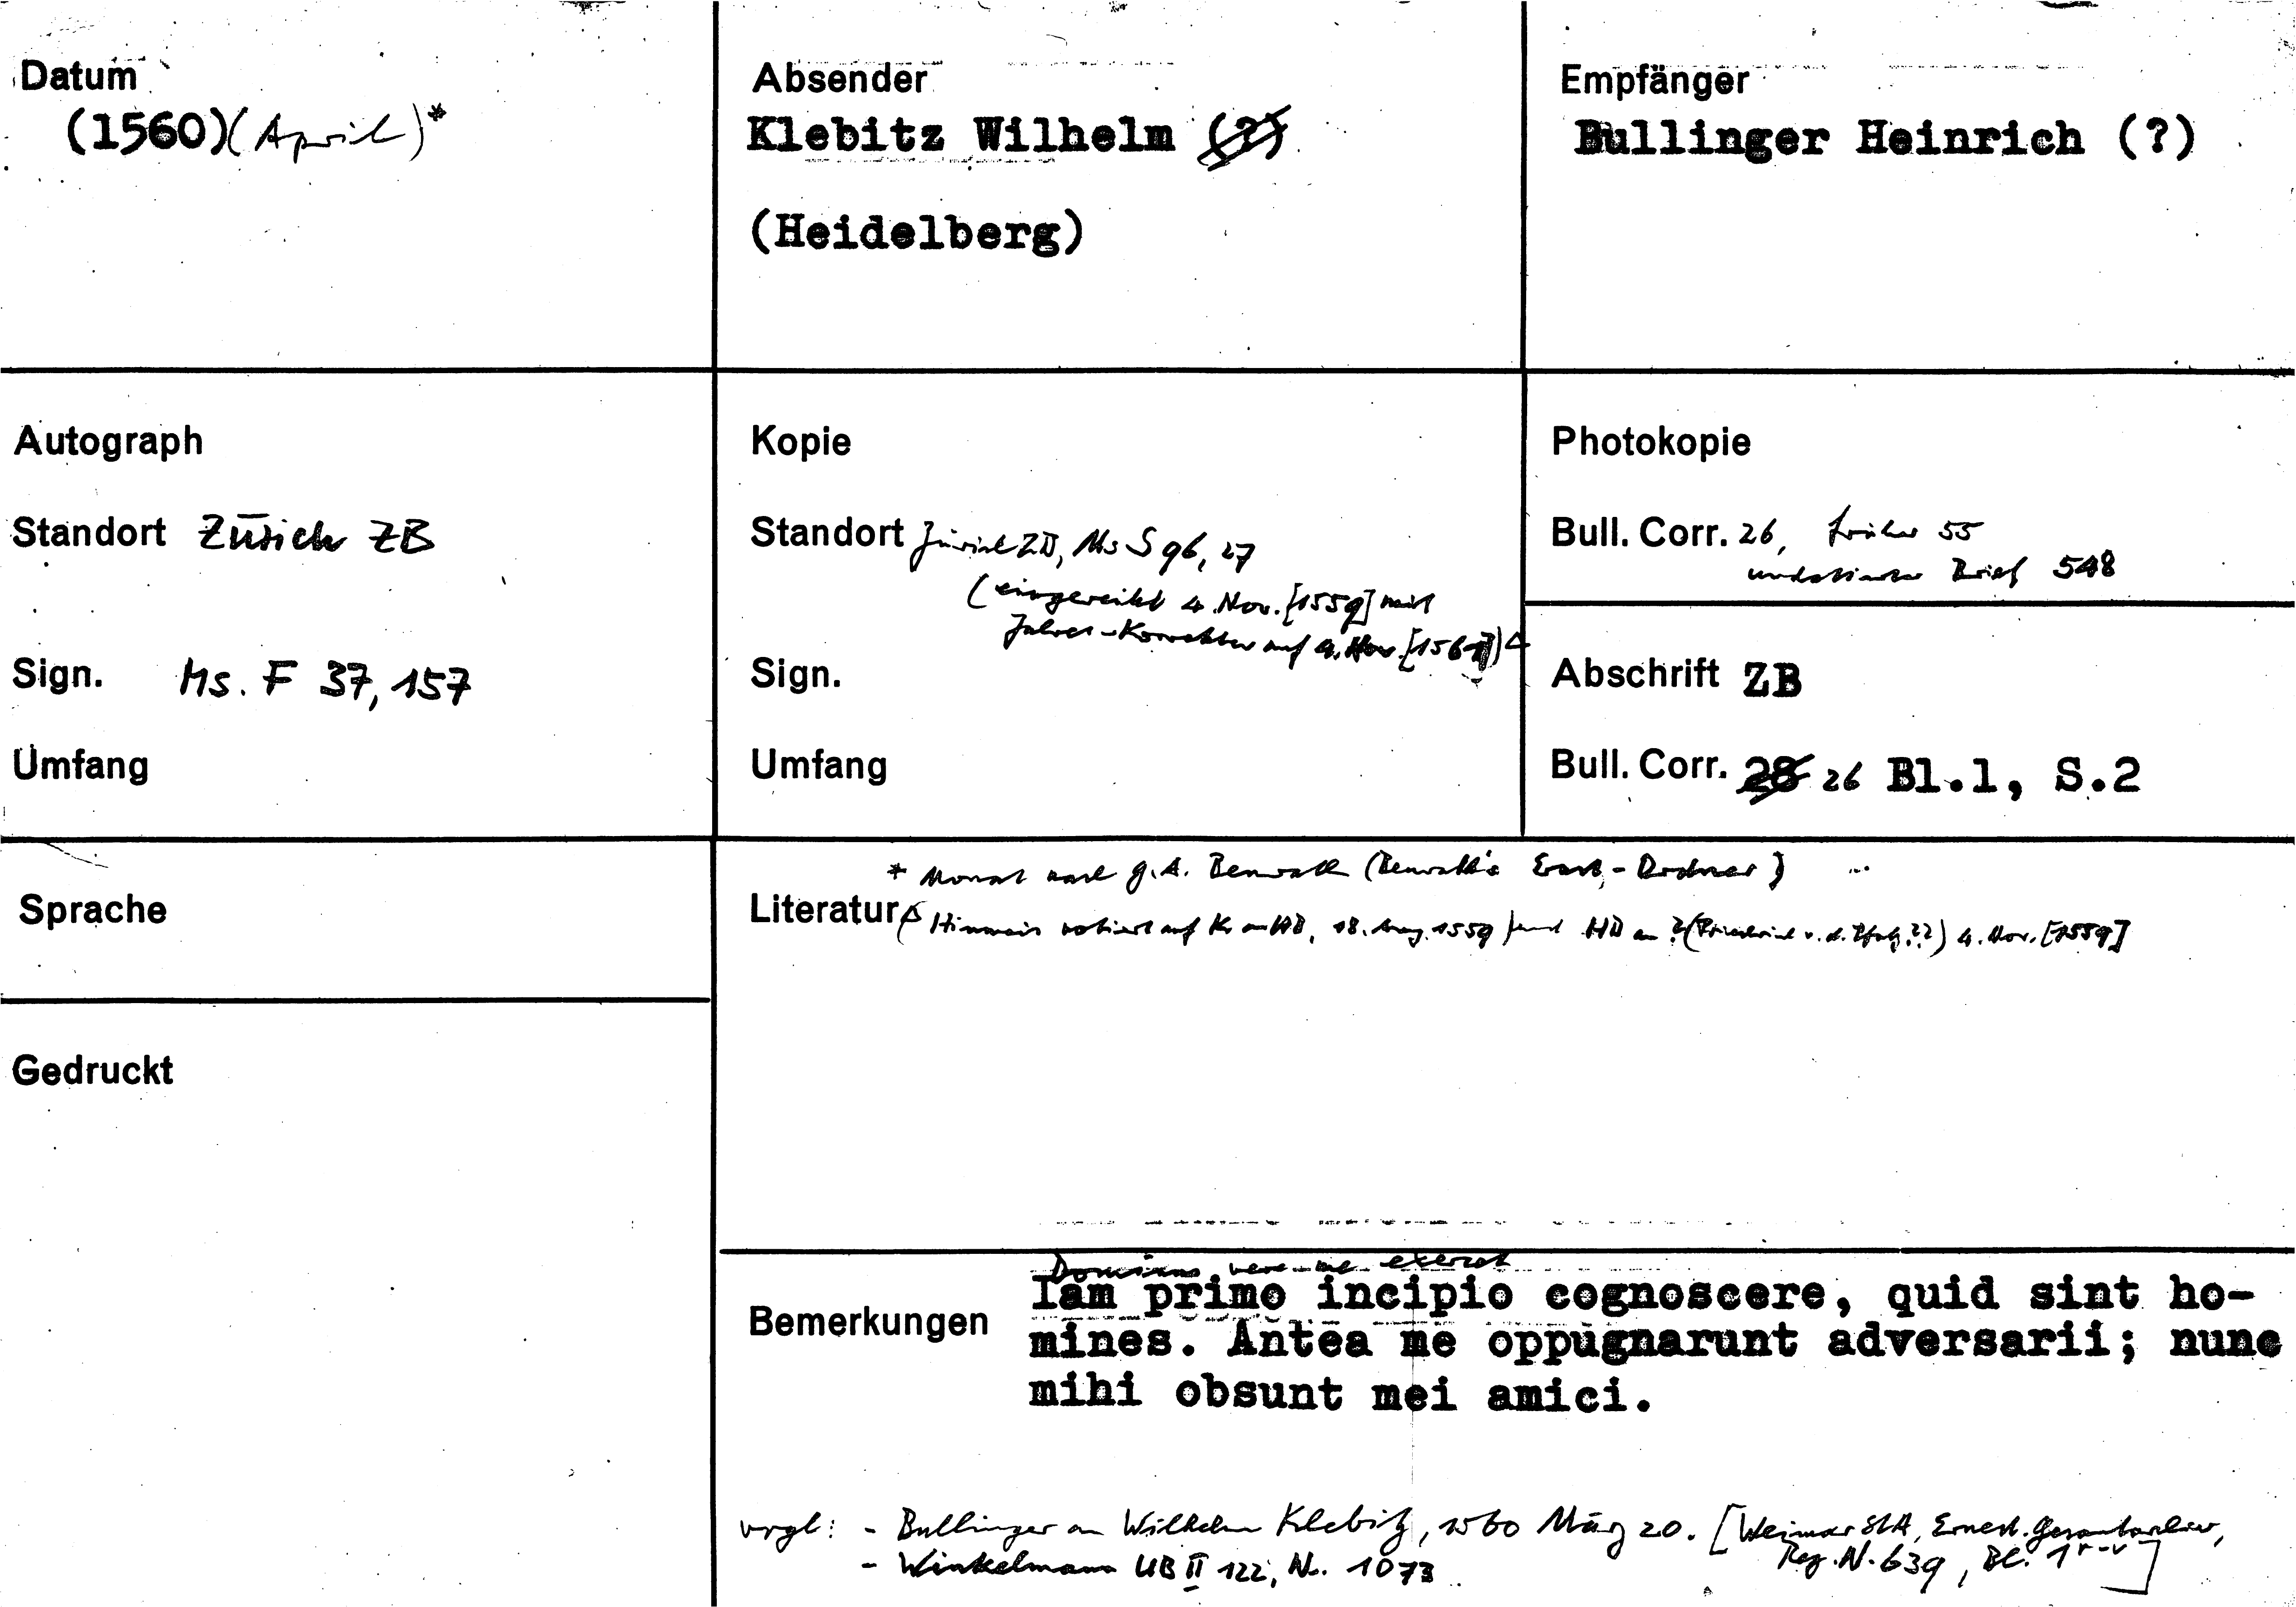 Datum
(1560)(April)*
Absender
Klebitz Wilhelm (?)
(Heidelberg)
Empfänger
Bullinger Heinrich (?)
Autograph
Standort Zürich ZB
Sign. Ms. F 37, 157
Umfang
Kopie
Standort Zürich ZB, Ms S 96, 27
(eingereiht 4. Nov. [1559] mit
Jahres-Korrektur auf 4. Nov. [1561])
Sign.
Umfang
Photokopie
Bull. Corr. 26, früher 55
undatierter Brief 548
Abschrift ZB
Bull. Corr. 28 26 Bl.1, S.2
Sprache
Gedruckt
* Monat nach G.A. Benrath (Benrath's Erast-Ordner)
Literatur Hinweis notiert auf K. an HB, 18. Aug. 1559 und HB an ? (Friedrich v. d. Pfalz ??) 4. Nov. [1559]
Dominus vere me exercet
Bemerkungen Iam primo incipio cognoscere, quid sint ho-
mines. Antea me oppugnarunt adversarii; nunc
mihi obsunt mei amici.
vrgl: - Bullinger an Wilhelm Klebitz, 1560 März 20. [Weimar StA, Ernest. Gesamtarchiv,
Reg. N. 639, Bl. 1r-v]
- Winkelmann UB II 122, Nr. 1073